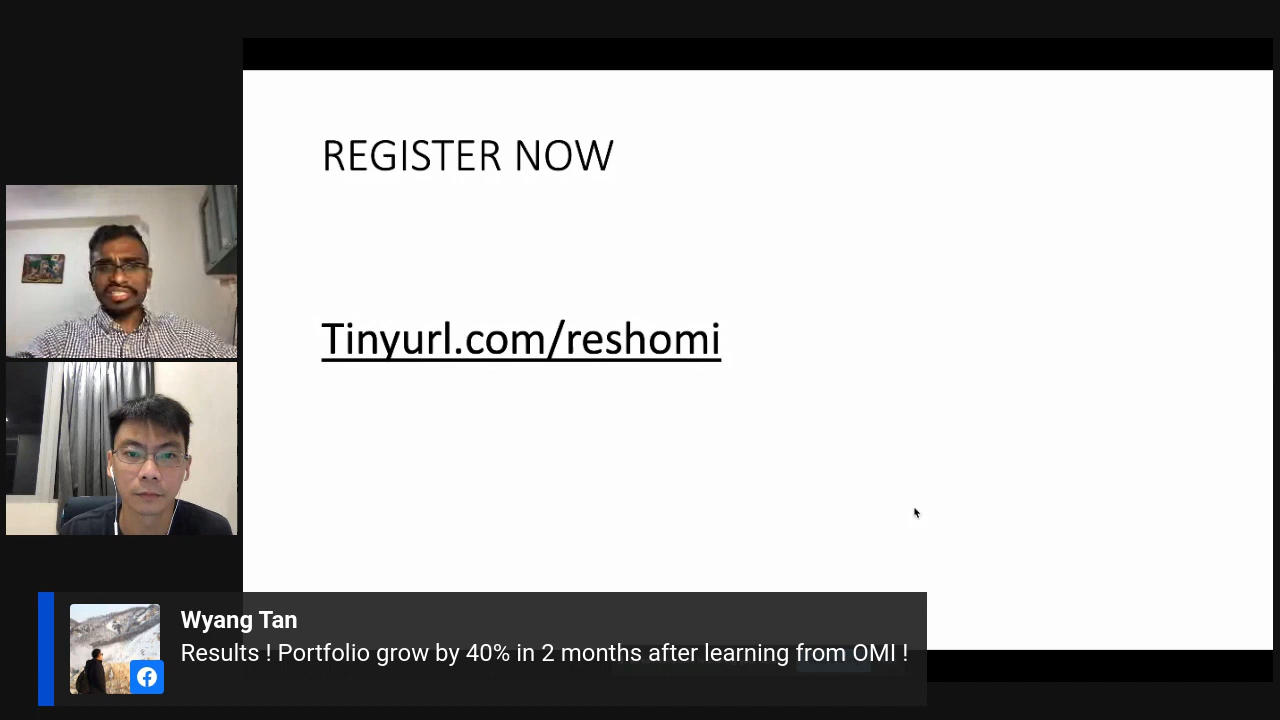 REGISTER NOW
Tinyurl.com/reshomi
Wyang Tan
Results ! Portfolio grow by 40% in 2 months after learning from OMI !